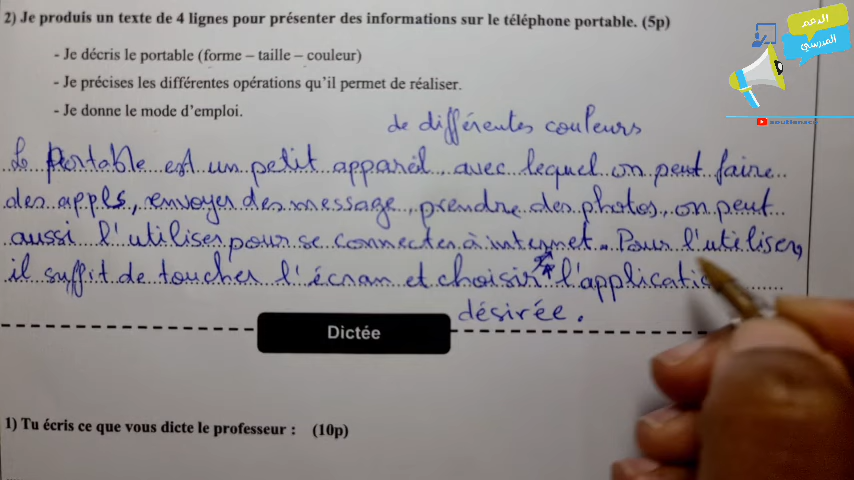 2) Je produis un texte de 4 lignes pour présenter des informations sur le téléphone portable. (5p)
الدعم
المدرسي
- Je décris le portable (forme – taille – couleur)
- Je précises les différentes opérations qu'il permet de réaliser.
- Je donne le mode d'emploi.
de différentes couleurs
Le Portable est un petit appareil, avec lequel on peut faire
des appls, envoyer des message, prendre des photos, on peut
aussi l'utiliser pour se connecter à internet. Pour l'utiliser,
il suffit de toucher l'écran et choisir l'applicatio
désirée.
Dictée
1) Tu écris ce que vous dicte le professeur : (10p)